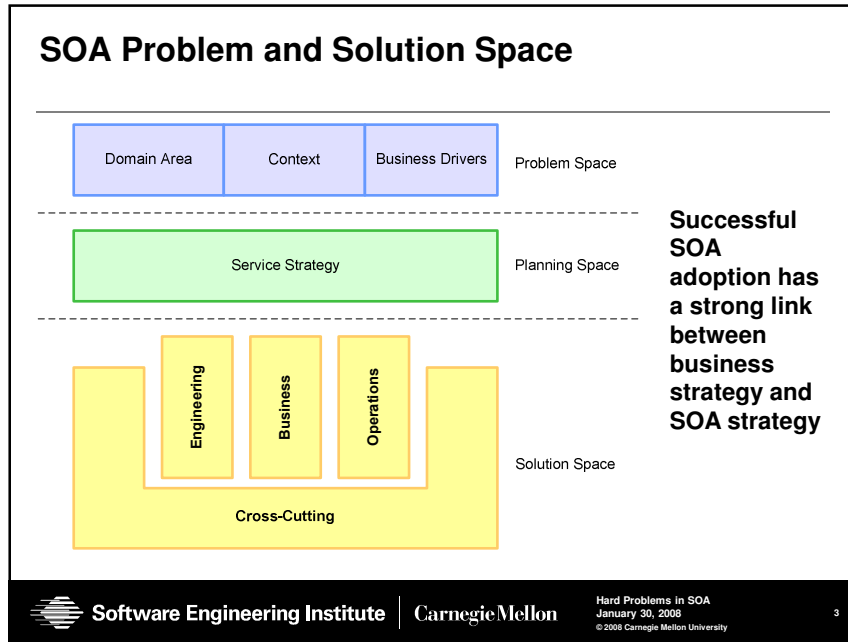 SOA Problem and Solution Space
Domain Area
Context
Business Drivers
Problem Space
Service Strategy
Planning Space
Successful
SOA
adoption has
a strong link
between
business
strategy and
SOA strategy
Engineering
Business
Operations
Solution Space
Cross-Cutting
Software Engineering Institute
Carnegie Mellon
Hard Problems in SOA
January 30, 2008
© 2008 Carnegie Mellon University
3